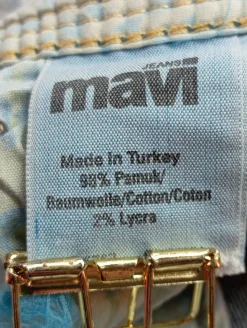 JEANS
mavi
Made in Turkey
98% Pamuk/
Baumwolle/Cotton/Coton
2% Lycra